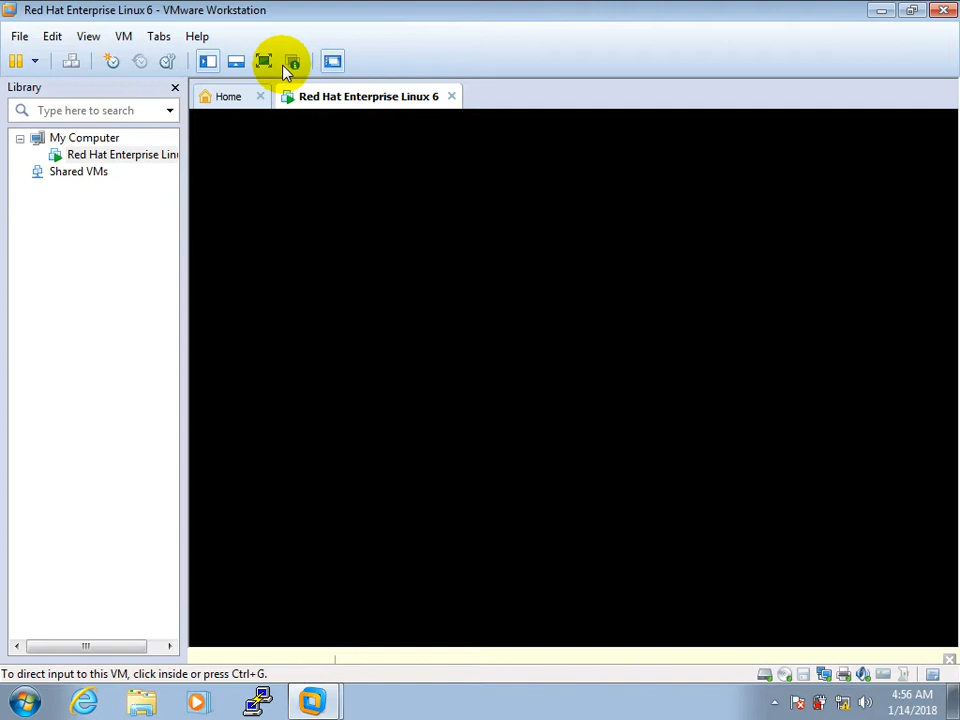 Red Hat Enterprise Linux 6 - VMware Workstation
File Edit View VM Tabs Help
Library
Type here to search
Home
Red Hat Enterprise Linux 6
My Computer
Red Hat Enterprise Linu
Shared VMs
To direct input to this VM, click inside or press Ctrl+G.
4:56 AM
1/14/2018